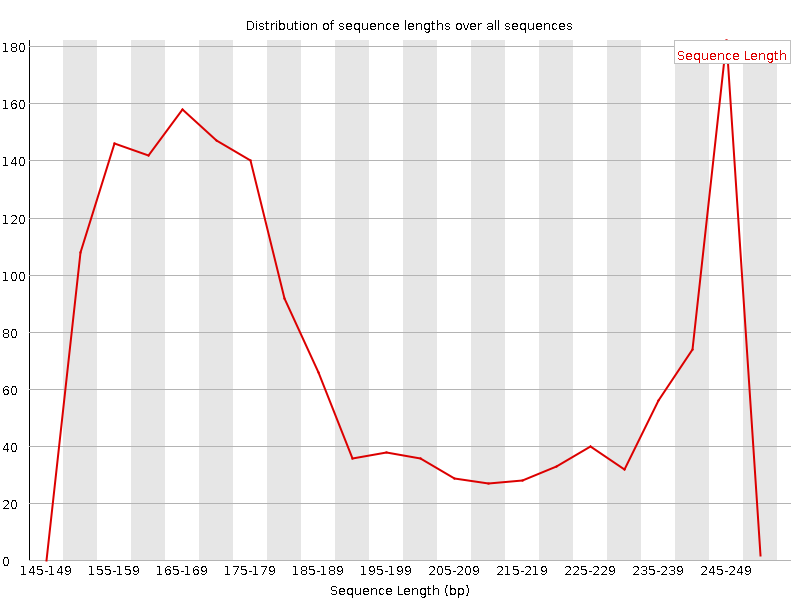 Distribution of sequence lengths over all sequences
Sequence Length
180
160
140
120
100
80
60
40
20
0
145-149 155-159 165-169 175-179 185-189 195-199 205-209 215-219 225-229 235-239 245-249
Sequence Length (bp)